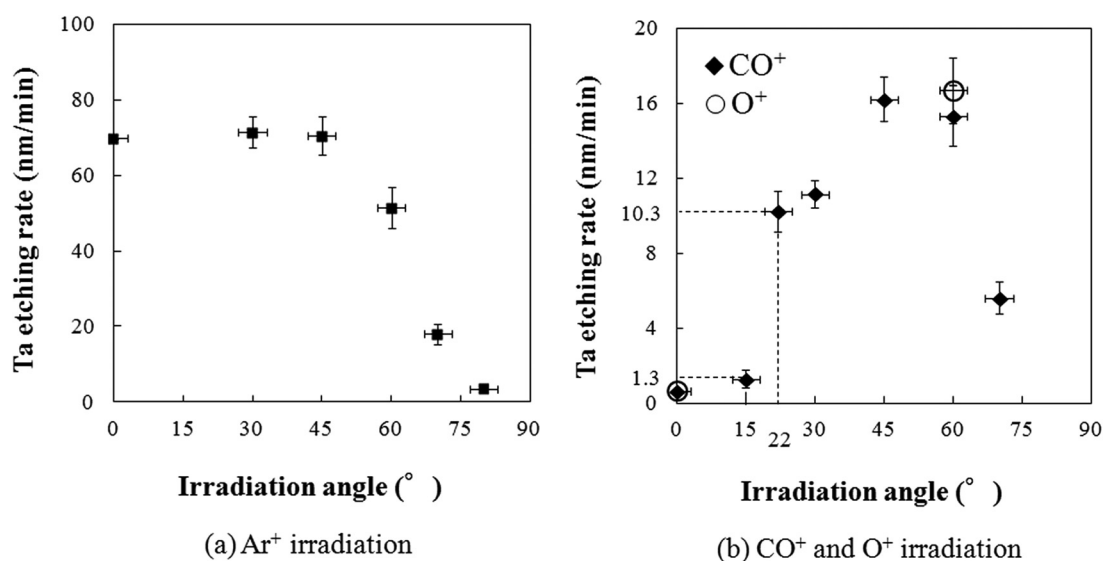 100
80
60
40
20
0
Ta etching rate (nm/min)
0 15 30 45 60 75 90
Irradiation angle (° )
(a) Ar⁺ irradiation
20
16
12
10.3
8
4
1.3
0
Ta etching rate (nm/min)
CO⁺
O⁺
0 15 22 30 45 60 75 90
Irradiation angle (° )
(b) CO⁺ and O⁺ irradiation